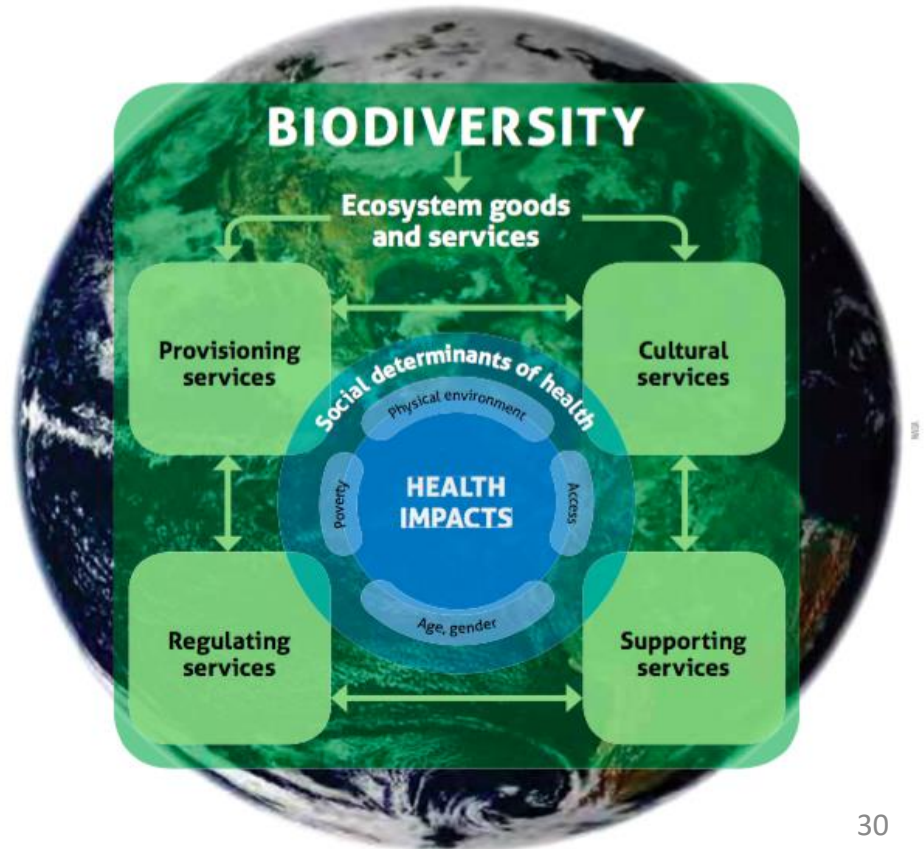 BIODIVERSITY
Ecosystem goods
and services
Provisioning
services
Cultural
services
Social determinants of health
Physical environment
Poverty
HEALTH
IMPACTS
Access
Age, gender
Regulating
services
Supporting
services
30